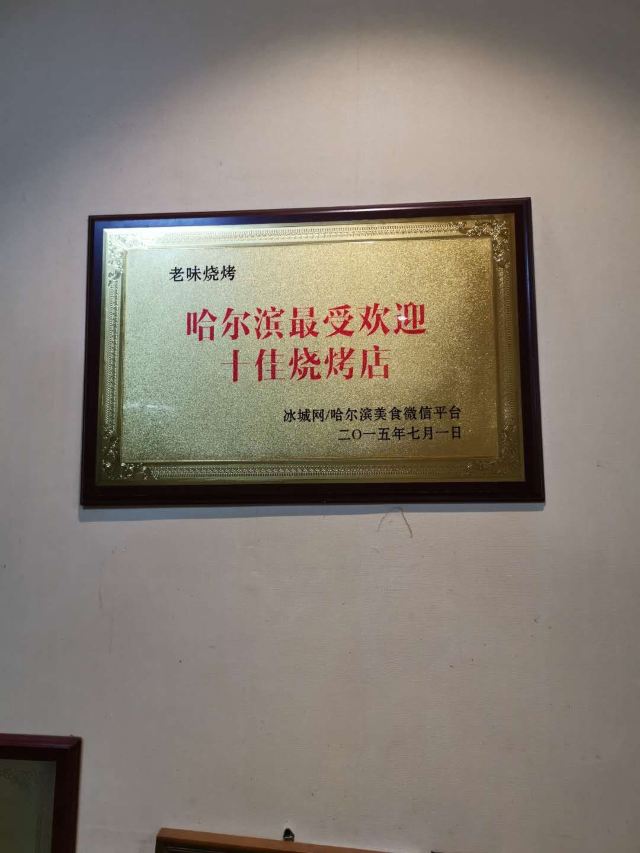 老味烧烤
哈尔滨最受欢迎
十佳烧烤店
冰城网/哈尔滨美食微信平台
二〇一五年七月一日